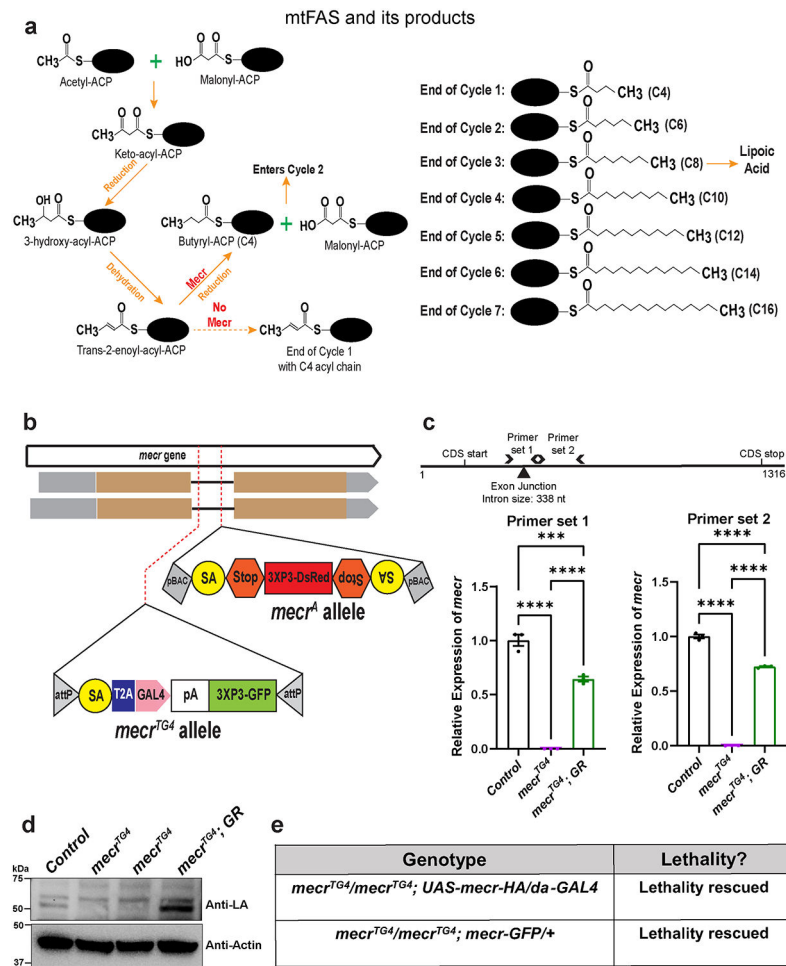 mtFAS and its products
a
CH3 O S + HO O O S
Acetyl-ACP Malonyl-ACP
CH3 O O S
Keto-acyl-ACP
Reduction
CH3 OH O S
3-hydroxy-acyl-ACP
Dehydration
CH3 O S
Trans-2-enoyl-acyl-ACP
Mecr
Reduction
Enters Cycle 2
CH3 O S + HO O O S
Butyryl-ACP (C4)
Malonyl-ACP
No
Mecr
CH3 O S
End of Cycle 1
with C4 acyl chain
End of Cycle 1: S O CH3 (C4)
End of Cycle 2: S O CH3 (C6)
End of Cycle 3: S O CH3 (C8) Lipoic
Acid
End of Cycle 4: S O CH3 (C10)
End of Cycle 5: S O CH3 (C12)
End of Cycle 6: S O CH3 (C14)
End of Cycle 7: S O CH3 (C16)
b
mecr gene
pBAC SA Stop 3XP3-DsRed Stop SA pBAC
mecrA allele
attP SA T2A GAL4 pA 3XP3-GFP attP
mecrTG4 allele
c
CDS start Primer set 1 Primer set 2 CDS stop
1 1316
Exon Junction
Intron size: 338 nt
Primer set 1
Relative Expression of mecr
***
****
****
1.5
1.0
0.5
0.0
Control mecrTG4 mecrTG4; GR
Primer set 2
Relative Expression of mecr
****
****
****
1.5
1.0
0.5
0.0
Control mecrTG4 mecrTG4; GR
d
Control mecrTG4 mecrTG4 mecrTG4; GR
kDa
75
50
Anti-LA
50
37
Anti-Actin
e
Genotype Lethality?
mecrTG4/mecrTG4; UAS-mecr-HA/da-GAL4 Lethality rescued
mecrTG4/mecrTG4; mecr-GFP/+ Lethality rescued